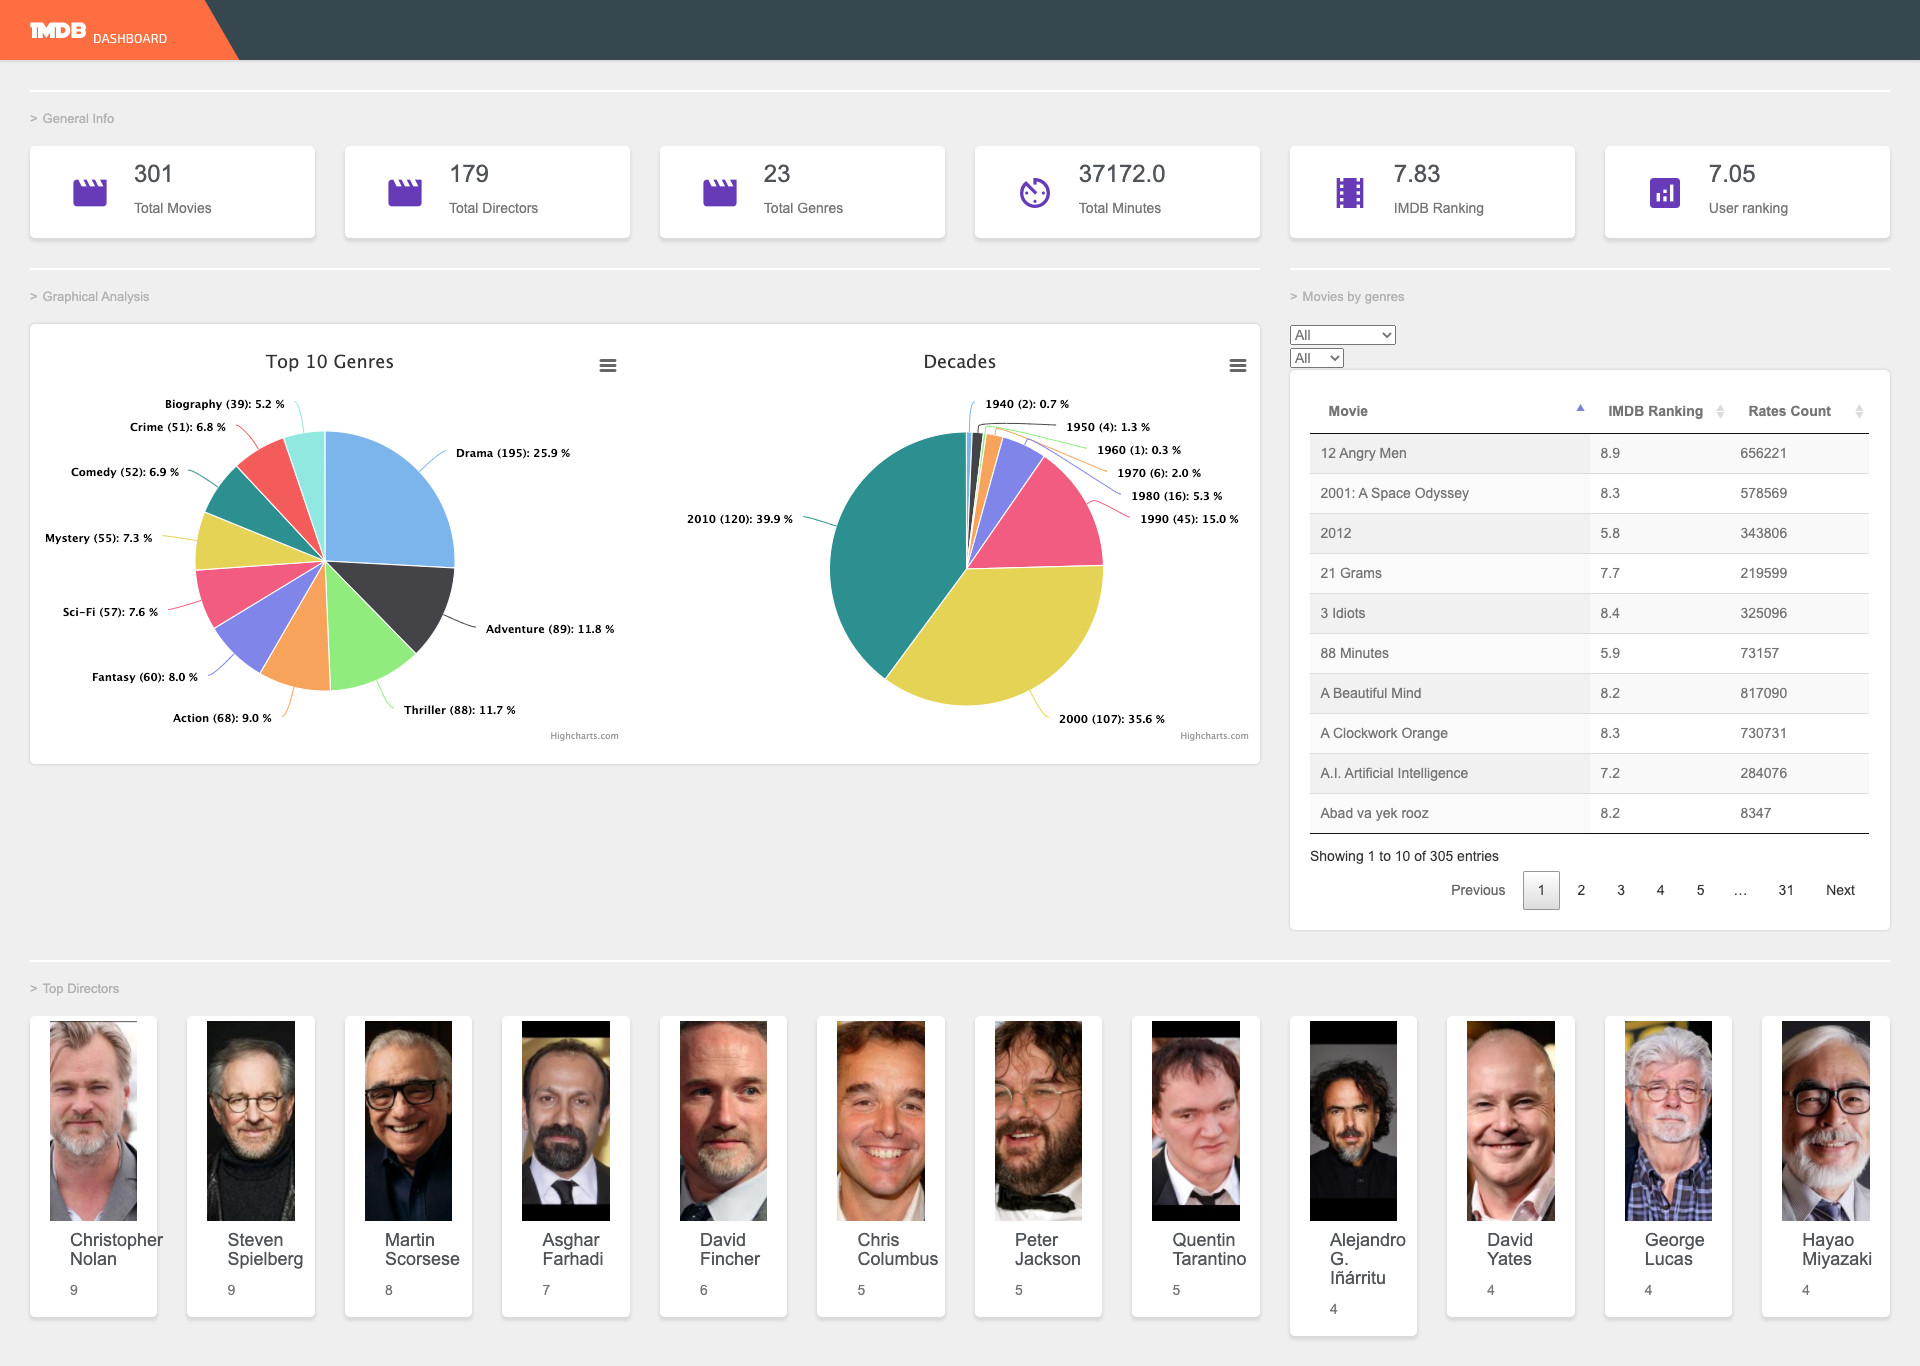 IMDB DASHBOARD
> General Info
301
Total Movies
179
Total Directors
23
Total Genres
37172.0
Total Minutes
7.83
IMDB Ranking
7.05
User ranking
> Graphical Analysis
Top 10 Genres
Biography (39): 5.2 %
Crime (51): 6.8 %
Comedy (52): 6.9 %
Mystery (55): 7.3 %
Sci-Fi (57): 7.6 %
Fantasy (60): 8.0 %
Action (68): 9.0 %
Drama (195): 25.9 %
Adventure (89): 11.8 %
Thriller (88): 11.7 %
Highcharts.com
Decades
1940 (2): 0.7 %
1950 (4): 1.3 %
1960 (1): 0.3 %
1970 (6): 2.0 %
1980 (16): 5.3 %
1990 (45): 15.0 %
2010 (120): 39.9 %
2000 (107): 35.6 %
Highcharts.com
> Movies by genres
All
All
Movie IMDB Ranking Rates Count
12 Angry Men 8.9 656221
2001: A Space Odyssey 8.3 578569
2012 5.8 343806
21 Grams 7.7 219599
3 Idiots 8.4 325096
88 Minutes 5.9 73157
A Beautiful Mind 8.2 817090
A Clockwork Orange 8.3 730731
A.I. Artificial Intelligence 7.2 284076
Abad va yek rooz 8.2 8347
Showing 1 to 10 of 305 entries
Previous 1 2 3 4 5 … 31 Next
> Top Directors
Christopher
Nolan
9
Steven
Spielberg
9
Martin
Scorsese
8
Asghar
Farhadi
7
David
Fincher
6
Chris
Columbus
5
Peter
Jackson
5
Quentin
Tarantino
5
Alejandro
G.
Iñárritu
4
David
Yates
4
George
Lucas
4
Hayao
Miyazaki
4